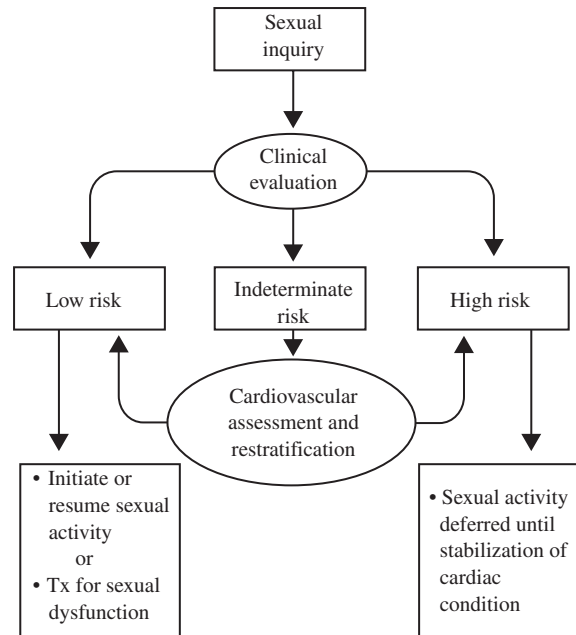 Sexual
inquiry
Clinical
evaluation
Low risk
Indeterminate
risk
High risk
Cardiovascular
assessment and
restratification
• Initiate or
resume sexual
activity
or
• Tx for sexual
dysfunction
• Sexual activity
deferred until
stabilization of
cardiac
condition